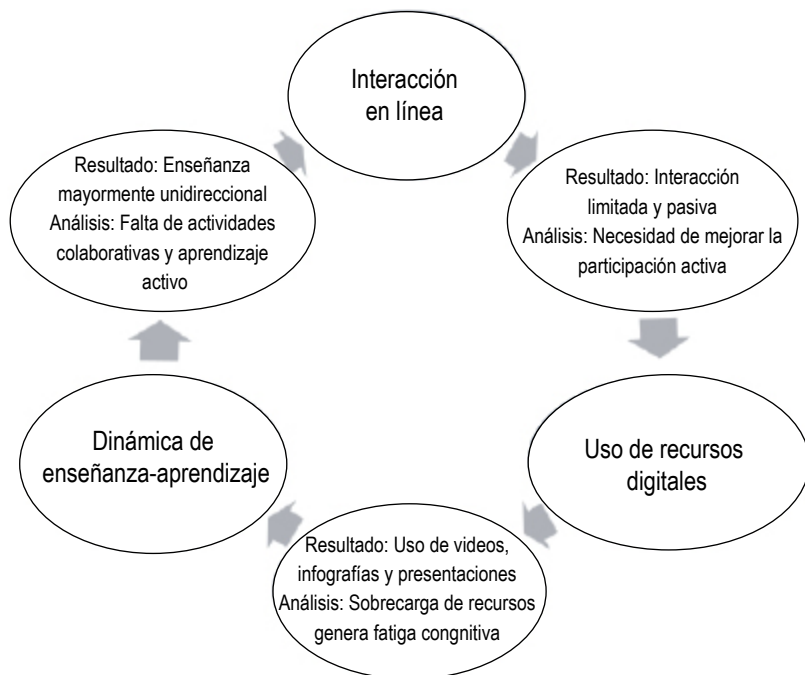 Interacción
en línea
Resultado: Interacción
limitada y pasiva
Análisis: Necesidad de mejorar la
participación activa
Uso de recursos
digitales
Resultado: Uso de videos,
infografías y presentaciones
Análisis: Sobrecarga de recursos
genera fatiga congnitiva
Dinámica de
enseñanza-aprendizaje
Resultado: Enseñanza
mayormente unidireccional
Análisis: Falta de actividades
colaborativas y aprendizaje
activo